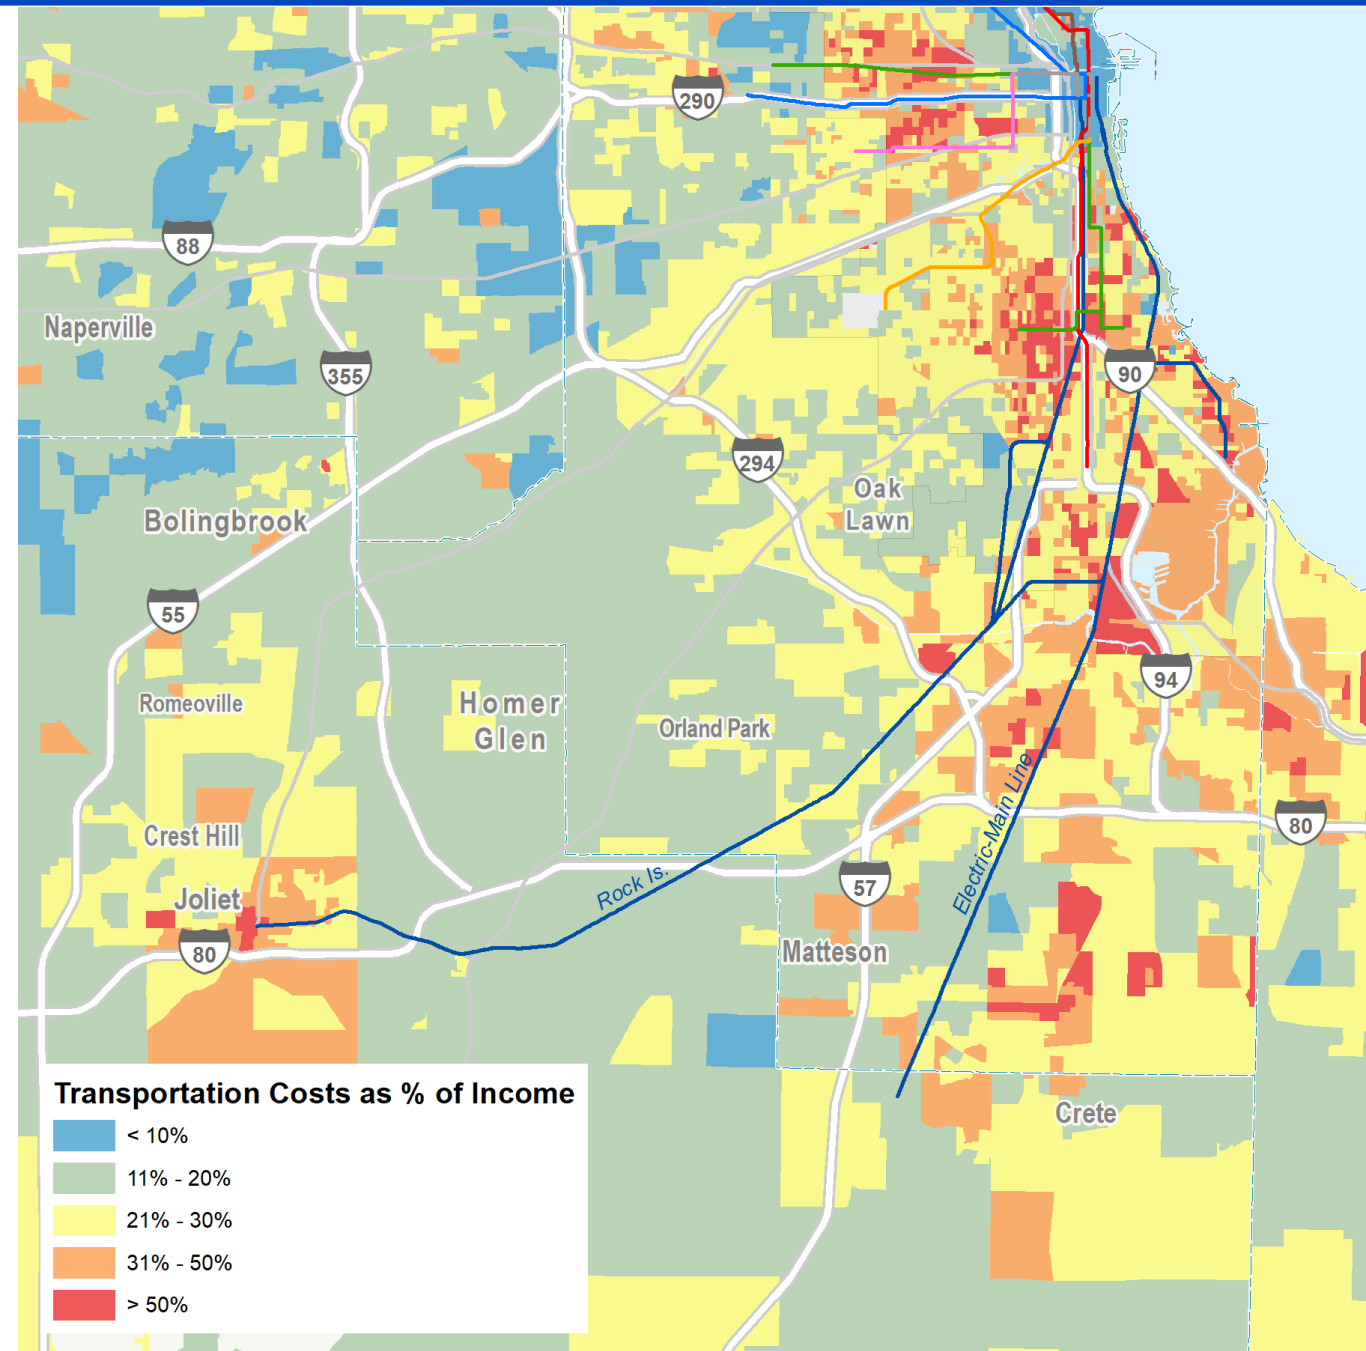 290
88
Naperville
355
90
294
Oak
Lawn
Bolingbrook
55
94
Romeoville
Homer
Glen
Orland Park
Electric-Main Line
80
Crest Hill
Rock Is.
57
Joliet
80
Matteson
Transportation Costs as % of Income
< 10%
11% - 20%
21% - 30%
31% - 50%
> 50%
Crete